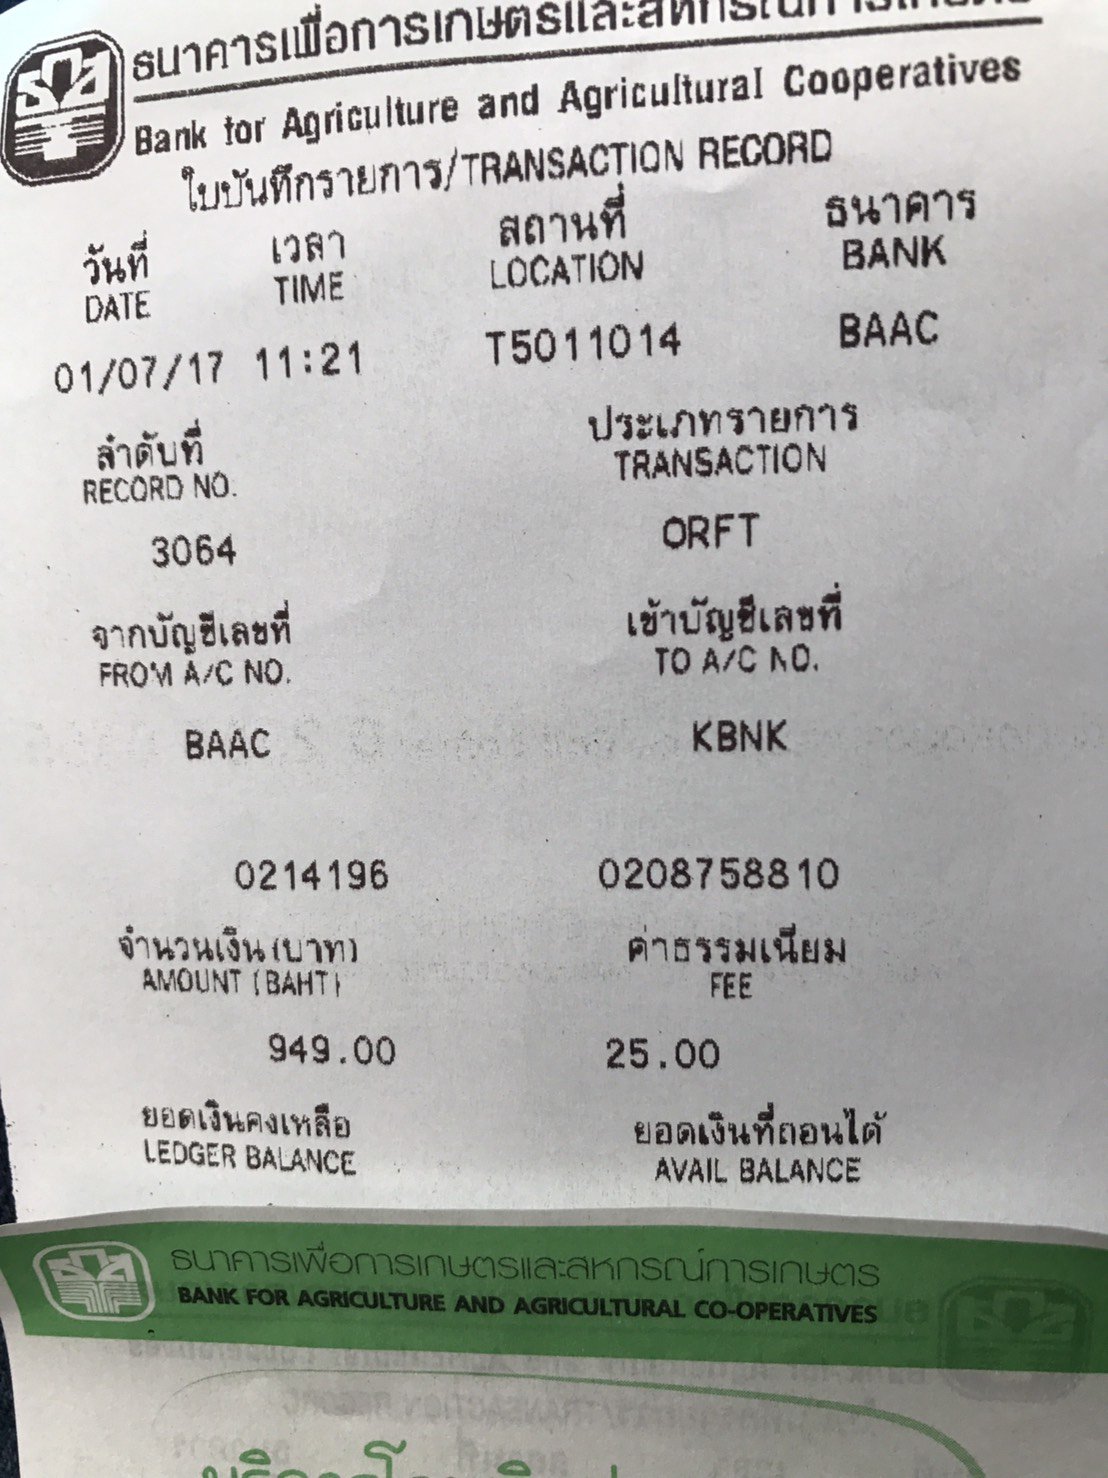 ธนาคารเพื่อการเกษตรและสหกรณ์การเกษตร
Bank for Agriculture and Agricultural Cooperatives
ใบบันทึกรายการ/TRANSACTION RECORD
วันที่ เวลา สถานที่ ธนาคาร
DATE TIME LOCATION BANK
01/07/17 11:21 T5011014 BAAC
ลำดับที่ ประเภทรายการ
RECORD NO. TRANSACTION
3064 ORFT
จากบัญชีเลขที่ เข้าบัญชีเลขที่
FROM A/C NO. TO A/C NO.
BAAC KBNK
0214196 0208758810
จำนวนเงิน(บาท) ค่าธรรมเนียม
AMOUNT (BAHT) FEE
949.00 25.00
ยอดเงินคงเหลือ ยอดเงินที่ถอนได้
LEDGER BALANCE AVAIL BALANCE
ธนาคารเพื่อการเกษตรและสหกรณ์การเกษตร
BANK FOR AGRICULTURE AND AGRICULTURAL CO-OPERATIVES